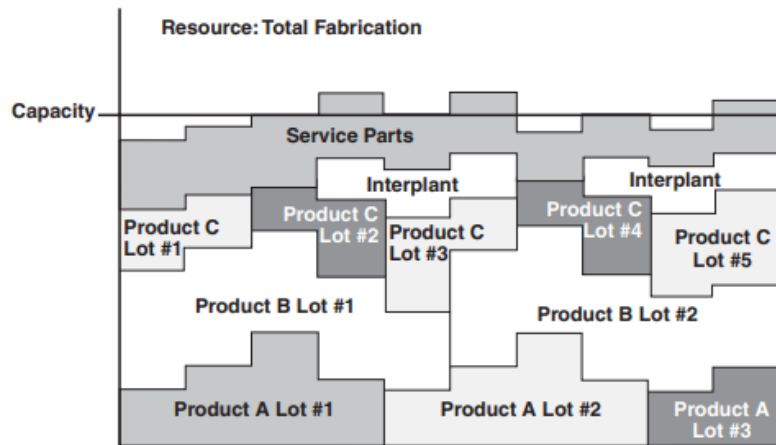 Resource: Total Fabrication
Capacity
Service Parts
Interplant
Interplant
Product C
Lot #1
Product C
Lot #2
Product C
Lot #3
Product C
Lot #4
Product C
Lot #5
Product B Lot #1
Product B Lot #2
Product A Lot #1
Product A Lot #2
Product A
Lot #3